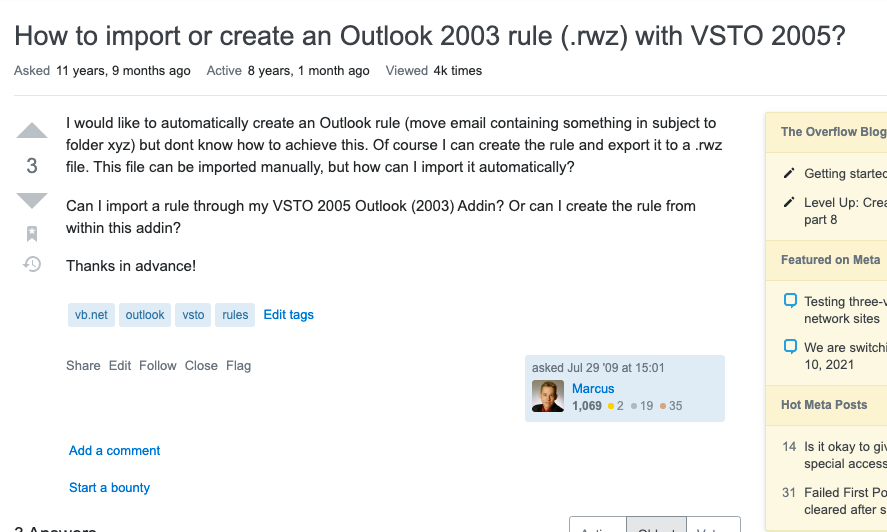 How to import or create an Outlook 2003 rule (.rwz) with VSTO 2005?
Asked 11 years, 9 months ago Active 8 years, 1 month ago Viewed 4k times
I would like to automatically create an Outlook rule (move email containing something in subject to
folder xyz) but dont know how to achieve this. Of course I can create the rule and export it to a .rwz
file. This file can be imported manually, but how can I import it automatically?
3
Can I import a rule through my VSTO 2005 Outlook (2003) Addin? Or can I create the rule from
within this addin?
Thanks in advance!
vb.net outlook vsto rules Edit tags
Share Edit Follow Close Flag
asked Jul 29 '09 at 15:01
Marcus
1,069 2 19 35
Add a comment
Start a bounty
3 Answers
Oldest
The Overflow Blog
Getting started
Level Up:
part 8
Featured on Meta
Testing
network sites
We are
10, 2021
Hot Meta Posts
14 Is it okay to
special access
31 Failed First
cleared after